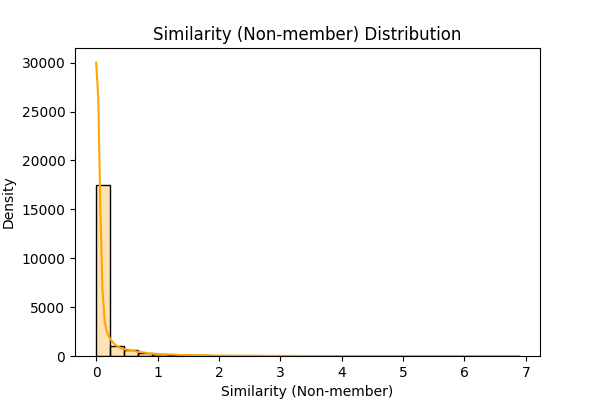 Similarity (Non-member) Distribution
30000
25000
20000
15000
10000
5000
0
Density
0 1 2 3 4 5 6 7
Similarity (Non-member)